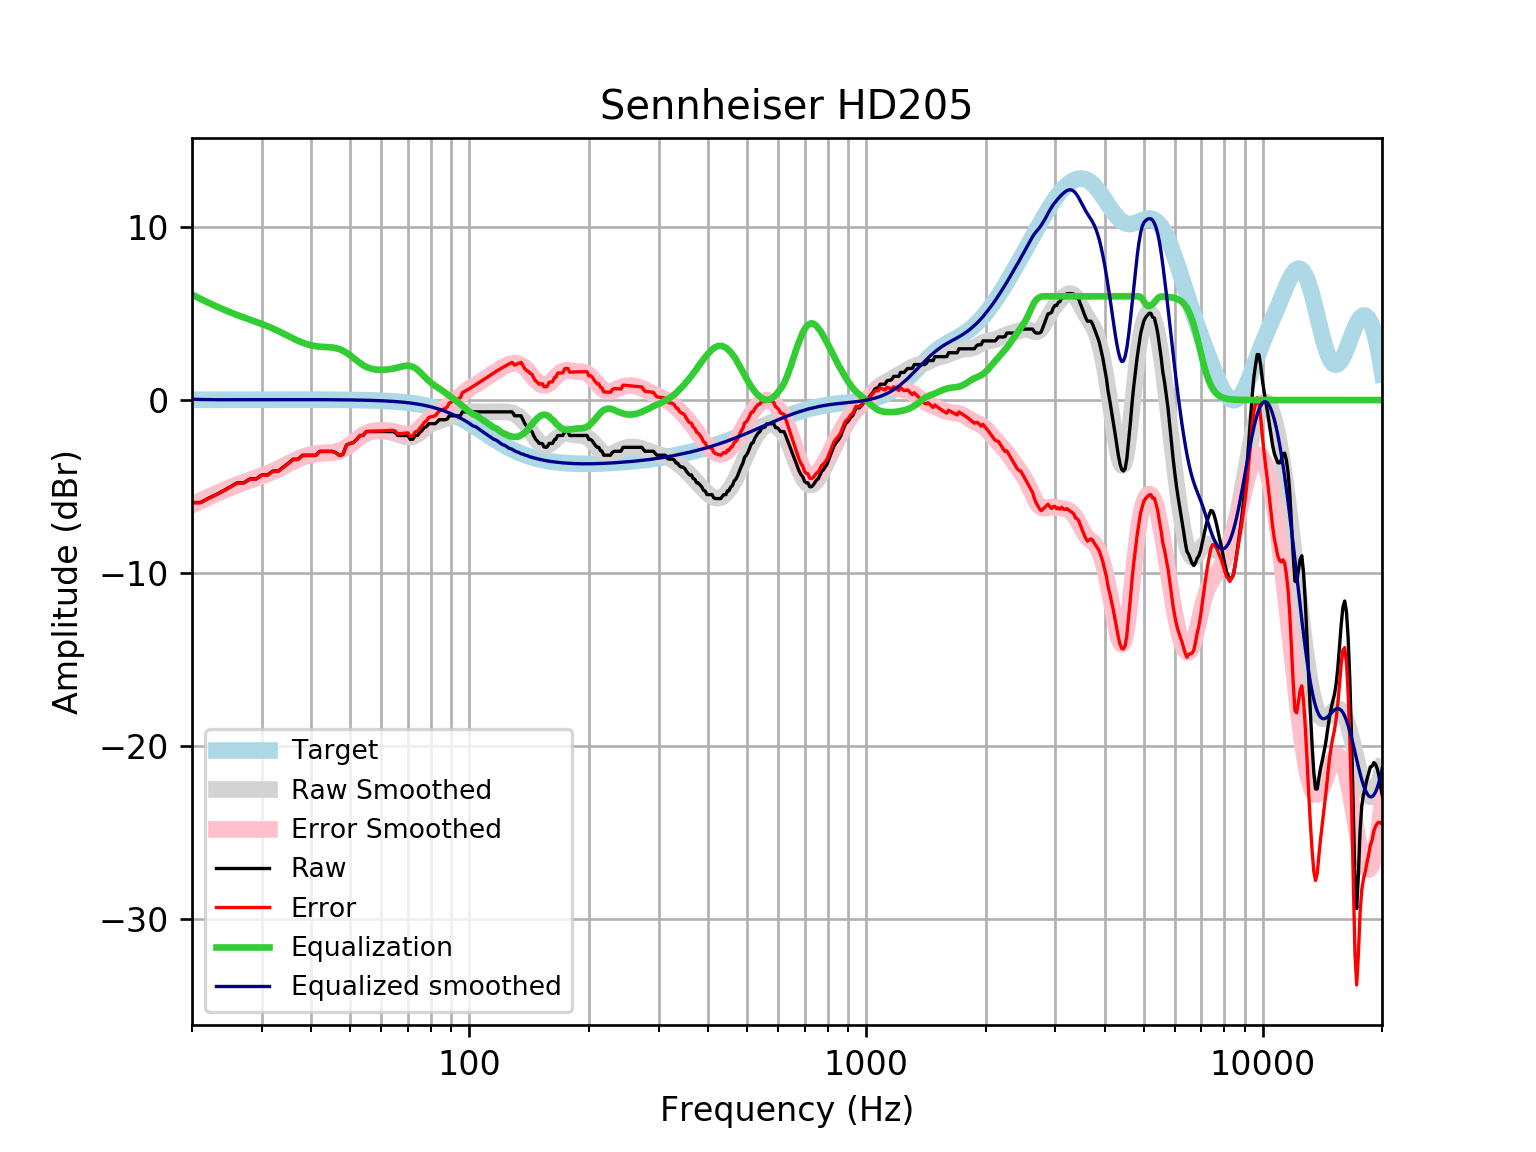 Sennheiser HD205
10
0
−10
−20
−30
Amplitude (dBr)
Target
Raw Smoothed
Error Smoothed
Raw
Error
Equalization
Equalized smoothed
100
1000
10000
Frequency (Hz)